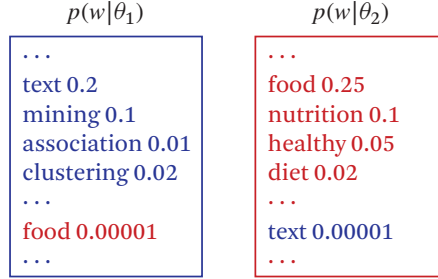 p(w|θ₁)
. . .
text 0.2
mining 0.1
association 0.01
clustering 0.02
. . .
food 0.00001
. . .
p(w|θ₂)
. . .
food 0.25
nutrition 0.1
healthy 0.05
diet 0.02
. . .
text 0.00001
. . .